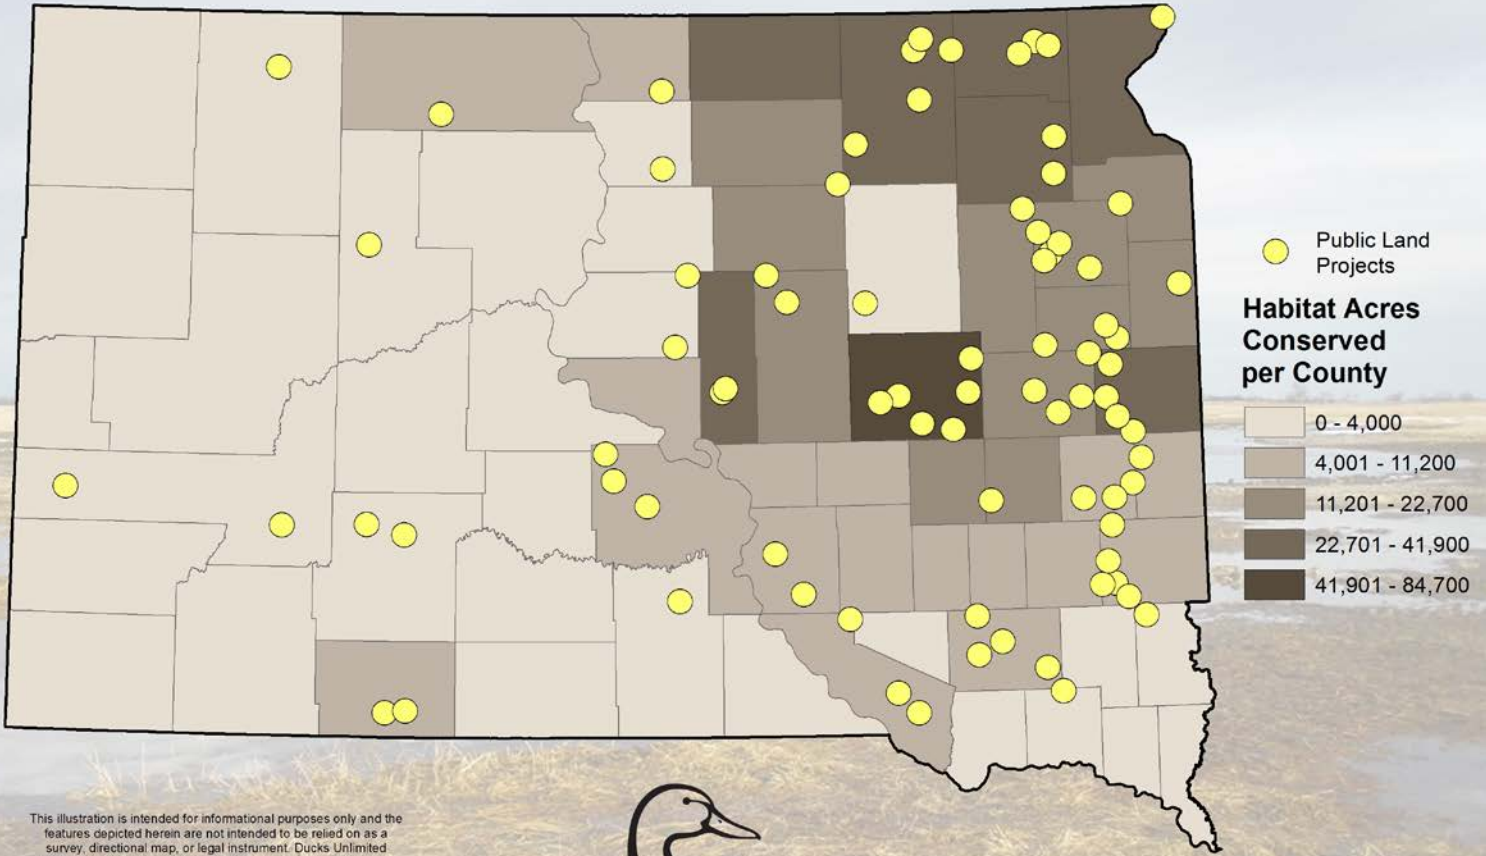 Public Land
Projects
Habitat Acres
Conserved
per County
0 - 4,000
4,001 - 11,200
11,201 - 22,700
22,701 - 41,900
41,901 - 84,700
This illustration is intended for informational purposes only and the
features depicted herein are not intended to be relied on as a
survey, directional map, or legal instrument. Ducks Unlimited